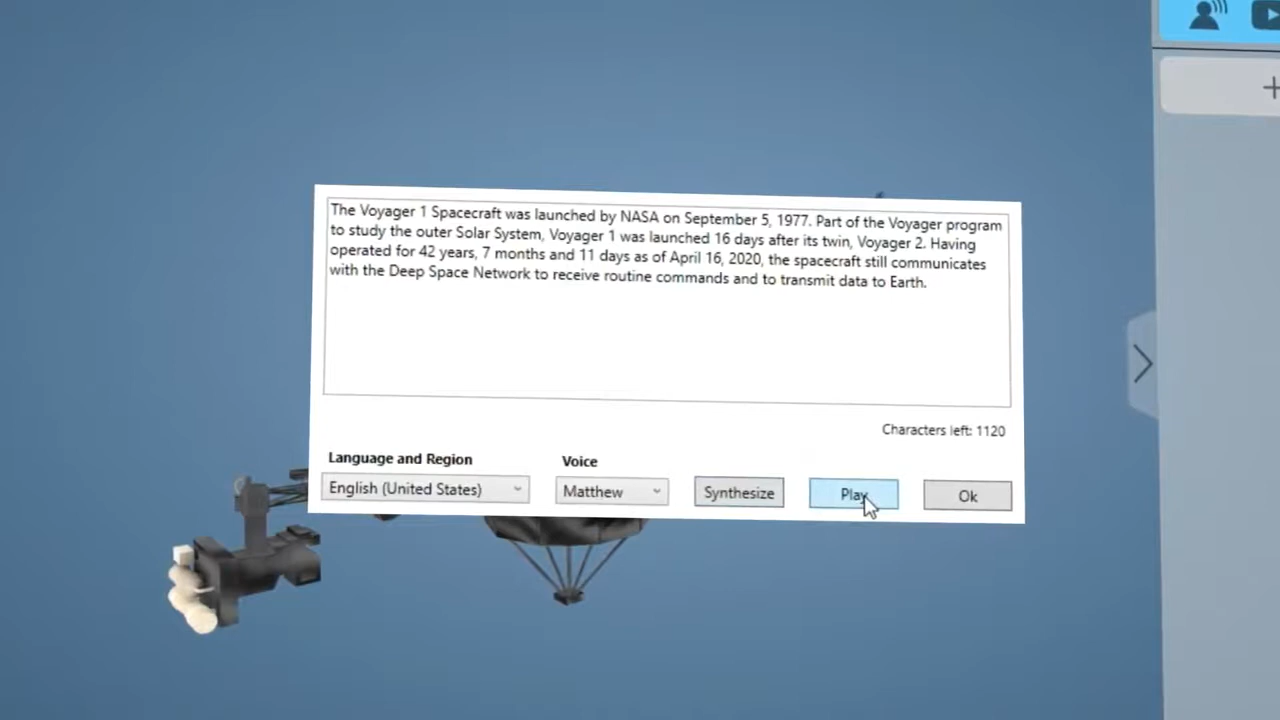 The Voyager 1 Spacecraft was launched by NASA on September 5, 1977. Part of the Voyager program
to study the outer Solar System, Voyager 1 was launched 16 days after its twin, Voyager 2. Having
operated for 42 years, 7 months and 11 days as of April 16, 2020, the spacecraft still communicates
with the Deep Space Network to receive routine commands and to transmit data to Earth.
Characters left: 1120
Language and Region
Voice
English (United States)
Matthew
Synthesize
Play
Ok